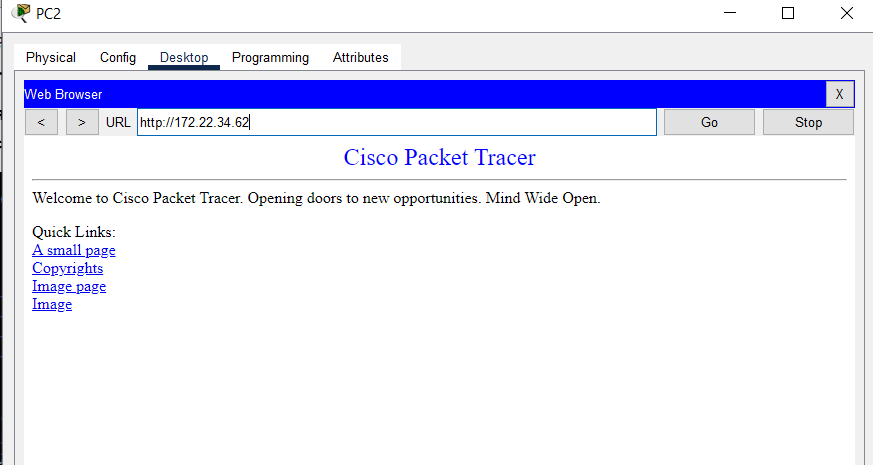 PC2
Physical Config Desktop Programming Attributes
Web Browser X
< > URL http://172.22.34.62 Go Stop
Cisco Packet Tracer
Welcome to Cisco Packet Tracer. Opening doors to new opportunities. Mind Wide Open.
Quick Links:
A small page
Copyrights
Image page
Image